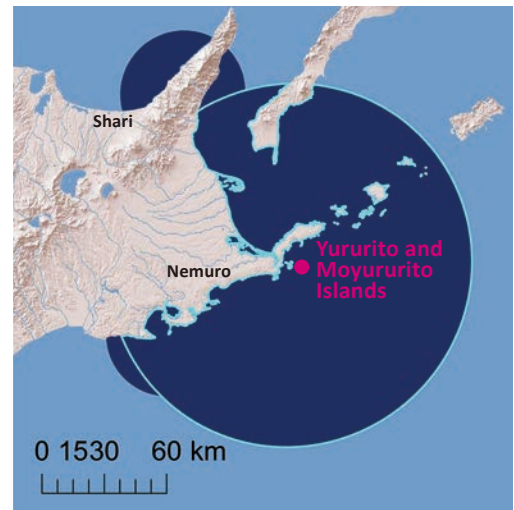 Shari
Yururito and
Nemuro
Moyururito
Islands
0 1530 60 km